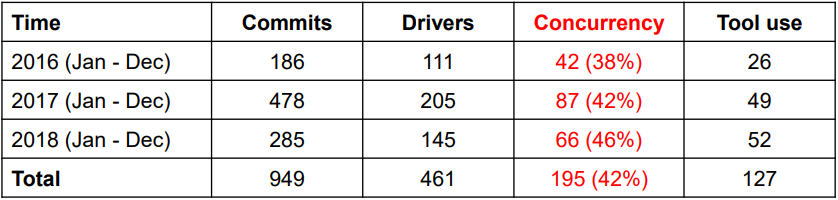 Time Commits Drivers Concurrency Tool use
2016 (Jan - Dec) 186 111 42 (38%) 26
2017 (Jan - Dec) 478 205 87 (42%) 49
2018 (Jan - Dec) 285 145 66 (46%) 52
Total 949 461 195 (42%) 127